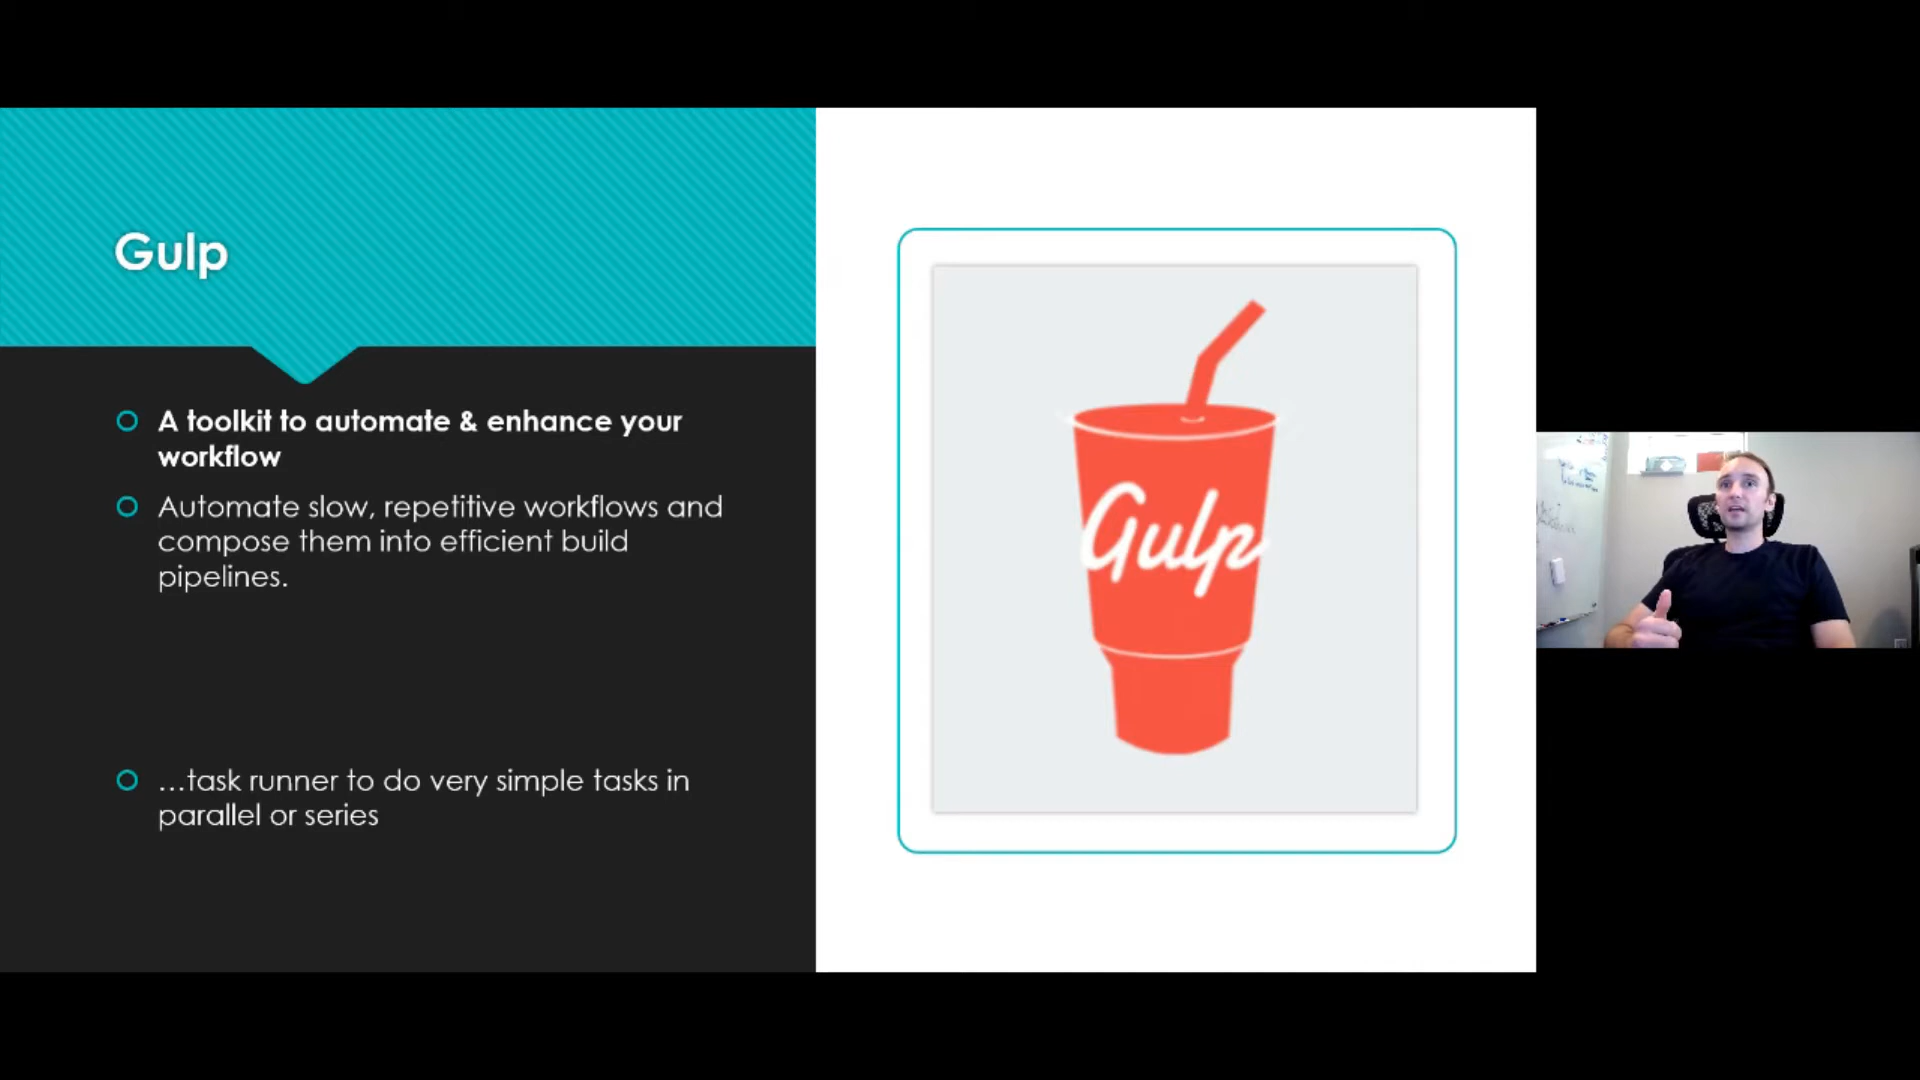 Gulp
A toolkit to automate & enhance your
workflow
Automate slow, repetitive workflows and
compose them into efficient build
pipelines.
…task runner to do very simple tasks in
parallel or series
Gulp